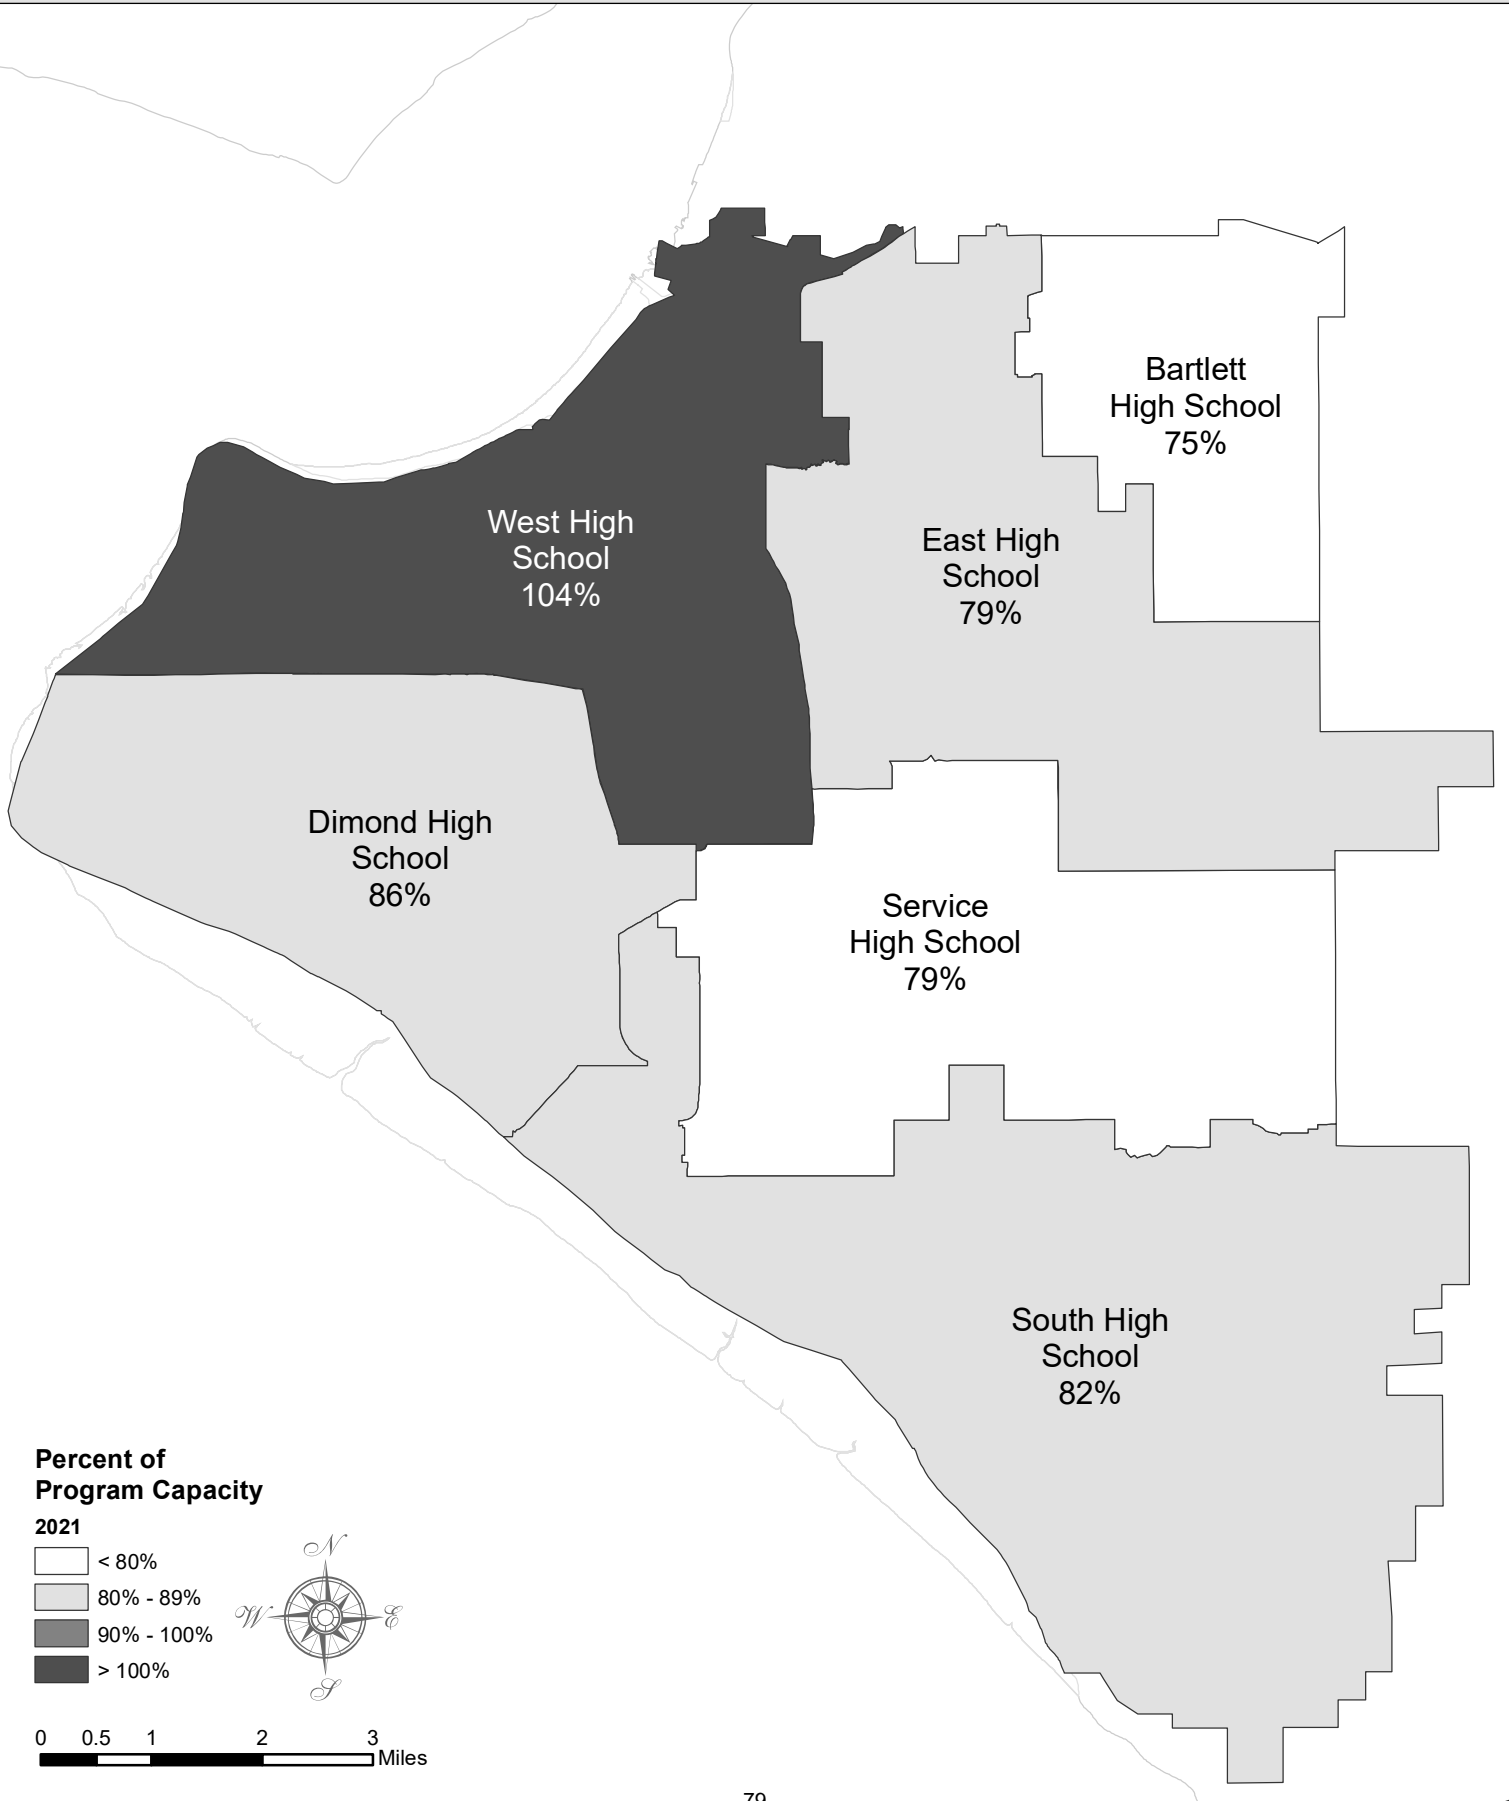 Bartlett
High School
75%
West High
School
104%
East High
School
79%
Dimond High
School
86%
Service
High School
79%
South High
School
82%
Percent of
Program Capacity
2021
< 80%
80% - 89%
90% - 100%
> 100%
N
W
E
S
0 0.5 1 2 3
Miles
79